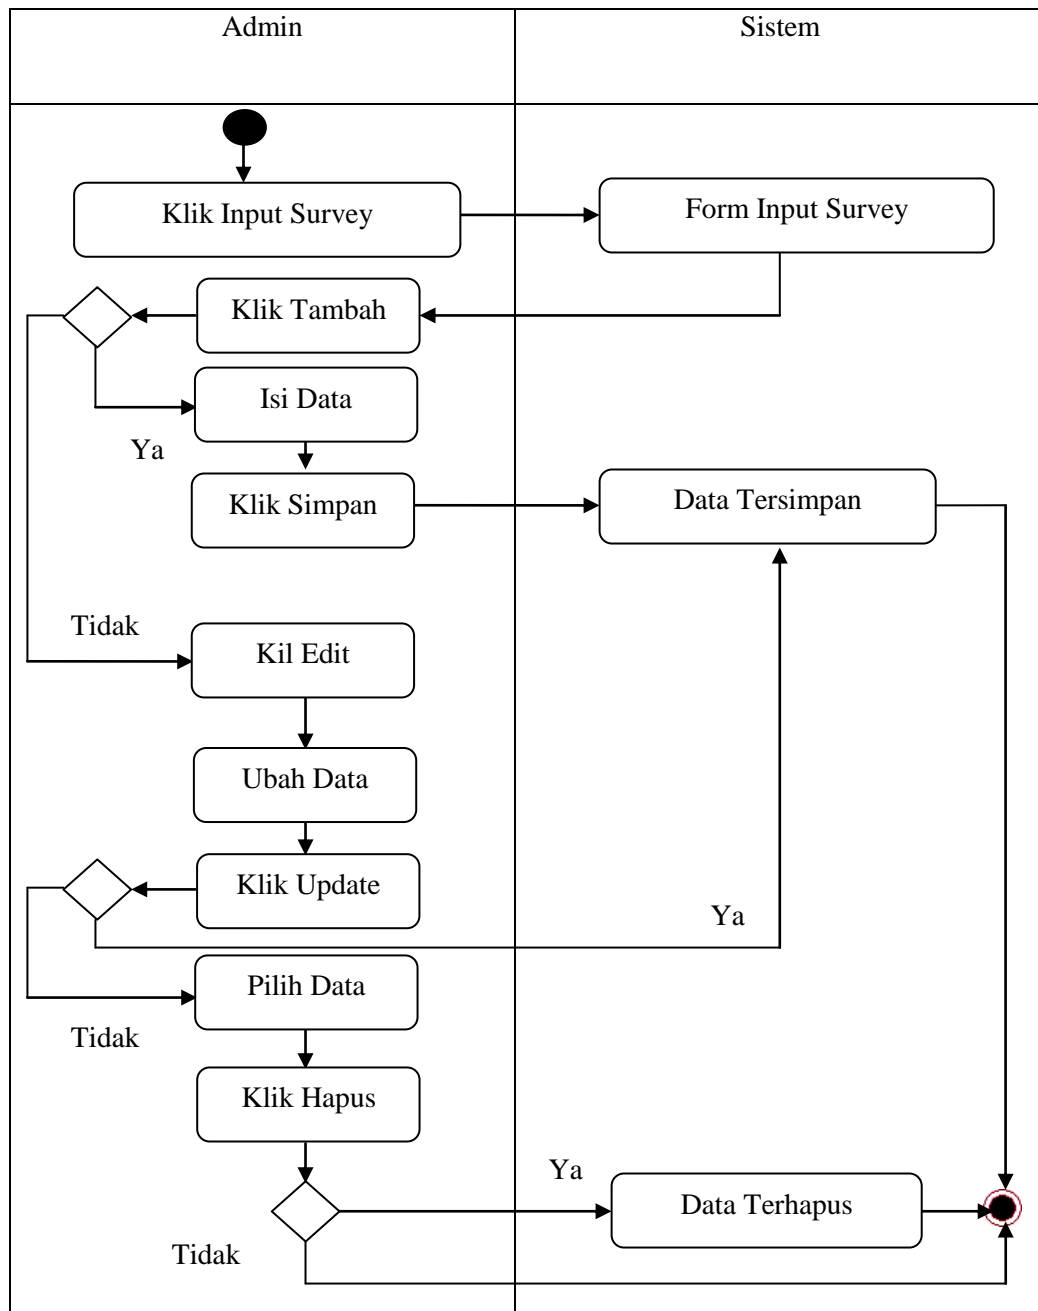 Admin
Sistem
Klik Input Survey
Form Input Survey
Klik Tambah
Isi Data
Ya
Klik Simpan
Data Tersimpan
Tidak
Kil Edit
Ubah Data
Klik Update
Ya
Pilih Data
Tidak
Klik Hapus
Ya
Data Terhapus
Tidak